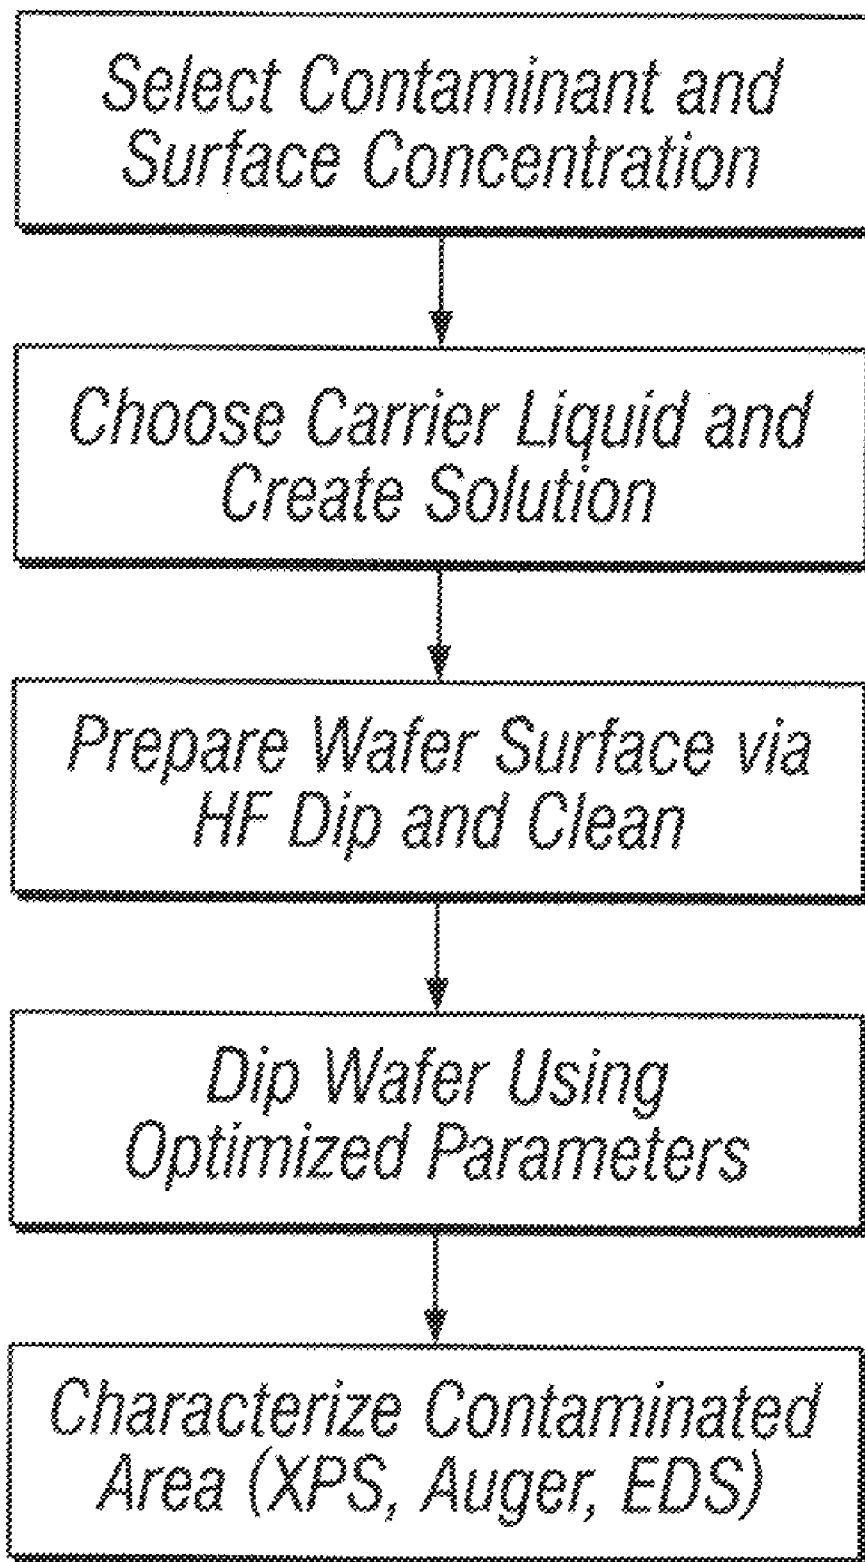 Select Contaminant and
Surface Concentration
Choose Carrier Liquid and
Create Solution
Prepare Wafer Surface via
HF Dip and Clean
Dip Wafer Using
Optimized Parameters
Characterize Contaminated
Area (XPS, Auger, EDS)